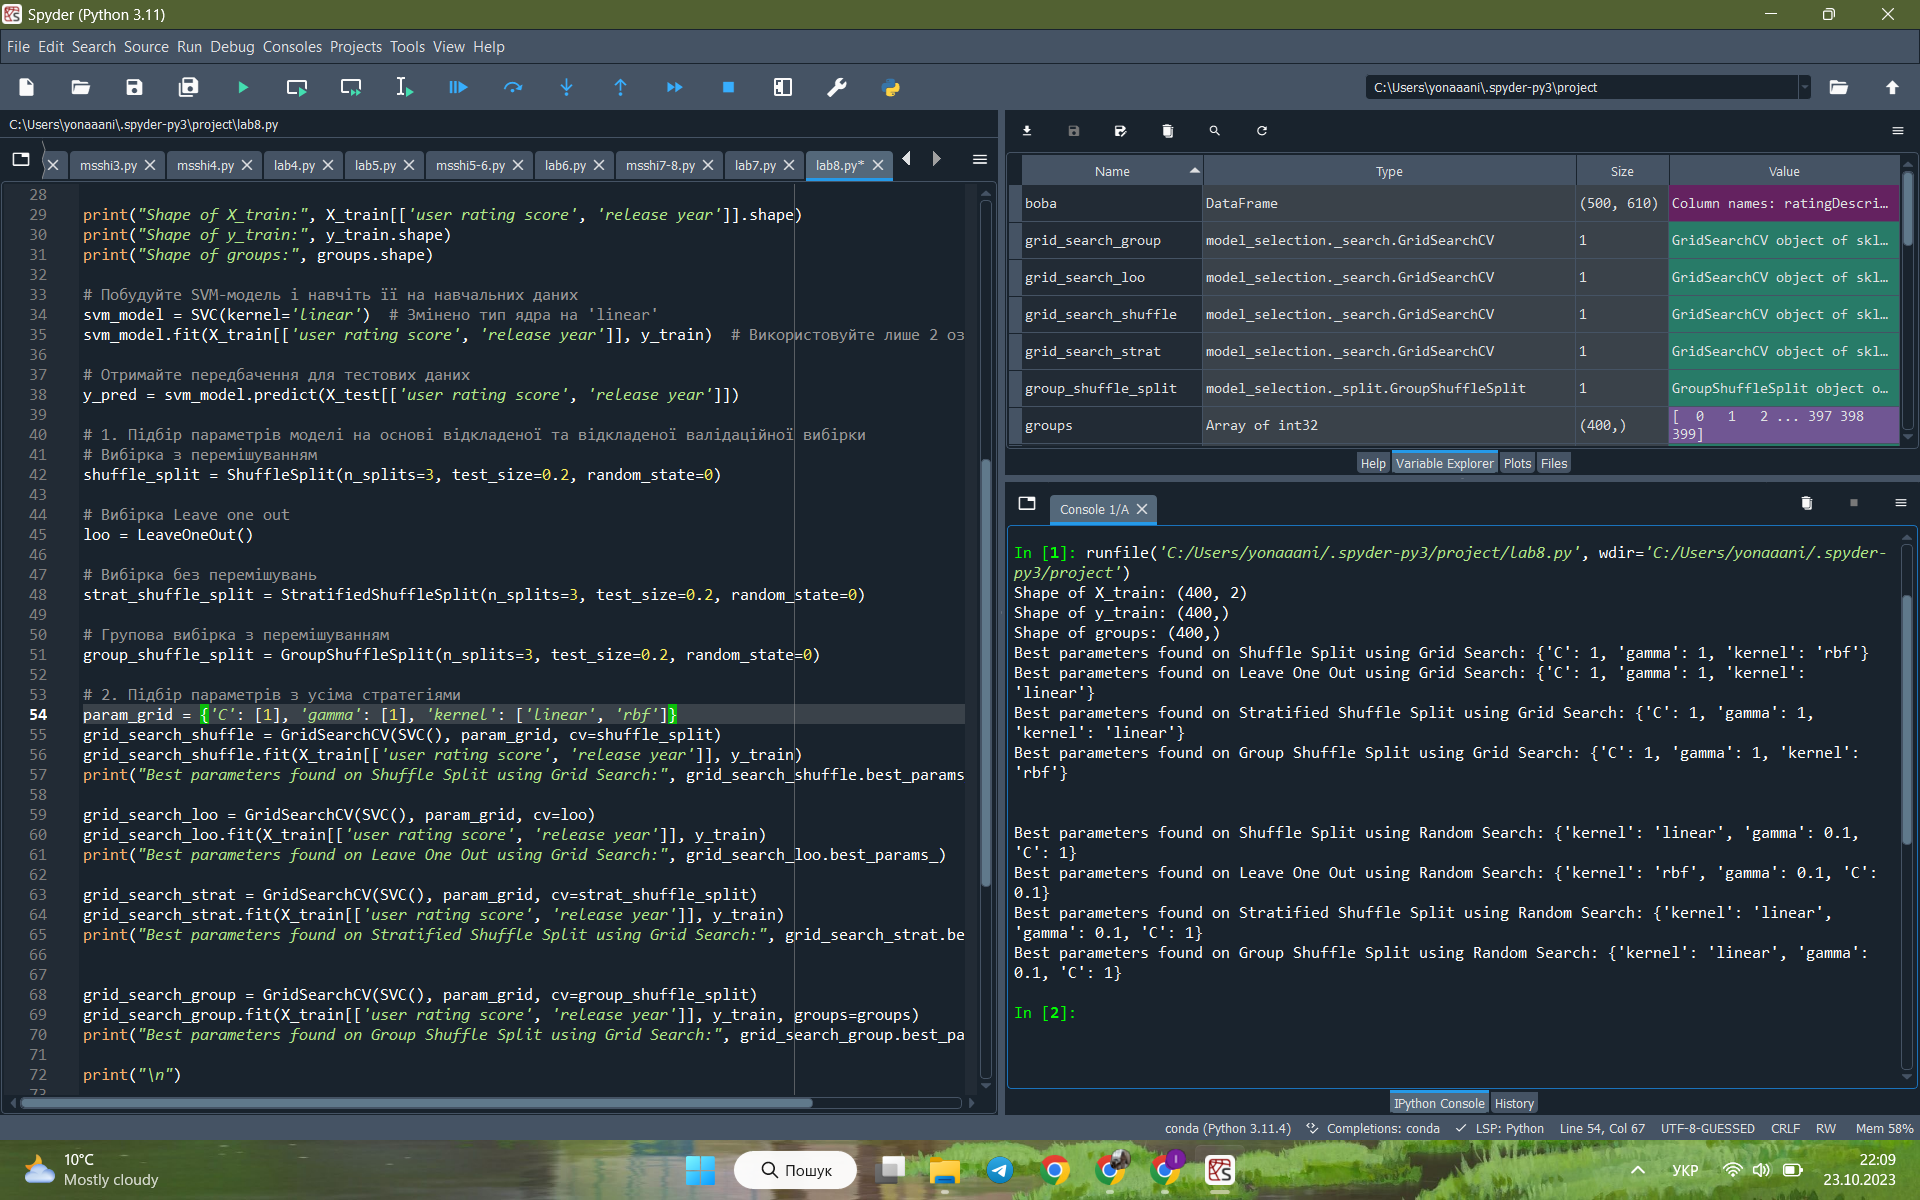 Spyder (Python 3.11)
File Edit Search Source Run Debug Consoles Projects Tools View Help
C:\Users\yonaaani\.spyder-py3\project
C:\Users\yonaaani\.spyder-py3\project\lab8.py
msshi3.py msshi4.py lab4.py lab5.py msshi5-6.py lab6.py msshi7-8.py lab7.py lab8.py*
28
29 print("Shape of X_train:", X_train[['user rating score', 'release year']].shape)
30 print("Shape of y_train:", y_train.shape)
31 print("Shape of groups:", groups.shape)
32
33 # Побудуйте SVM-модель і навчіть її на навчальних даних
34 svm_model = SVC(kernel='linear')  # Змінено тип ядра на 'linear'
35 svm_model.fit(X_train[['user rating score', 'release year']], y_train)  # Використовуйте лише 2 оз
36
37 # Отримайте передбачення для тестових даних
38 y_pred = svm_model.predict(X_test[['user rating score', 'release year']])
39
40 # 1. Підбір параметрів моделі на основі відкладеної та відкладеної валідаційної вибірки
41 # Вибірка з перемішуванням
42 shuffle_split = ShuffleSplit(n_splits=3, test_size=0.2, random_state=0)
43
44 # Вибірка Leave one out
45 loo = LeaveOneOut()
46
47 # Вибірка без перемішувань
48 strat_shuffle_split = StratifiedShuffleSplit(n_splits=3, test_size=0.2, random_state=0)
49
50 # Групова вибірка з перемішуванням
51 group_shuffle_split = GroupShuffleSplit(n_splits=3, test_size=0.2, random_state=0)
52
53 # 2. Підбір параметрів з усіма стратегіями
54 param_grid = {'C': [1], 'gamma': [1], 'kernel': ['linear', 'rbf']}
55 grid_search_shuffle = GridSearchCV(SVC(), param_grid, cv=shuffle_split)
56 grid_search_shuffle.fit(X_train[['user rating score', 'release year']], y_train)
57 print("Best parameters found on Shuffle Split using Grid Search:", grid_search_shuffle.best_params
58
59 grid_search_loo = GridSearchCV(SVC(), param_grid, cv=loo)
60 grid_search_loo.fit(X_train[['user rating score', 'release year']], y_train)
61 print("Best parameters found on Leave One Out using Grid Search:", grid_search_loo.best_params_)
62
63 grid_search_strat = GridSearchCV(SVC(), param_grid, cv=strat_shuffle_split)
64 grid_search_strat.fit(X_train[['user rating score', 'release year']], y_train)
65 print("Best parameters found on Stratified Shuffle Split using Grid Search:", grid_search_strat.be
66
67
68 grid_search_group = GridSearchCV(SVC(), param_grid, cv=group_shuffle_split)
69 grid_search_group.fit(X_train[['user rating score', 'release year']], y_train, groups=groups)
70 print("Best parameters found on Group Shuffle Split using Grid Search:", grid_search_group.best_pa
71
72 print("\n")
73
Name Type Size Value
boba DataFrame (500, 610) Column names: ratingDescri...
grid_search_group model_selection._search.GridSearchCV 1 GridSearchCV object of skl...
grid_search_loo model_selection._search.GridSearchCV 1 GridSearchCV object of skl...
grid_search_shuffle model_selection._search.GridSearchCV 1 GridSearchCV object of skl...
grid_search_strat model_selection._search.GridSearchCV 1 GridSearchCV object of skl...
group_shuffle_split model_selection._split.GroupShuffleSplit 1 GroupShuffleSplit object o...
groups Array of int32 (400,) [ 0 1 2 ... 397 398
399]
Help Variable Explorer Plots Files
Console 1/A
In [1]: runfile('C:/Users/yonaaani/.spyder-py3/project/lab8.py', wdir='C:/Users/yonaaani/.spyder-
py3/project')
Shape of X_train: (400, 2)
Shape of y_train: (400,)
Shape of groups: (400,)
Best parameters found on Shuffle Split using Grid Search: {'C': 1, 'gamma': 1, 'kernel': 'rbf'}
Best parameters found on Leave One Out using Grid Search: {'C': 1, 'gamma': 1, 'kernel':
'linear'}
Best parameters found on Stratified Shuffle Split using Grid Search: {'C': 1, 'gamma': 1,
'kernel': 'linear'}
Best parameters found on Group Shuffle Split using Grid Search: {'C': 1, 'gamma': 1, 'kernel':
'rbf'}
Best parameters found on Shuffle Split using Random Search: {'kernel': 'linear', 'gamma': 0.1,
'C': 1}
Best parameters found on Leave One Out using Random Search: {'kernel': 'rbf', 'gamma': 0.1, 'C':
0.1}
Best parameters found on Stratified Shuffle Split using Random Search: {'kernel': 'linear',
'gamma': 0.1, 'C': 1}
Best parameters found on Group Shuffle Split using Random Search: {'kernel': 'linear', 'gamma':
0.1, 'C': 1}
In [2]:
IPython Console History
conda (Python 3.11.4) Completions: conda LSP: Python Line 54, Col 67 UTF-8-GUESSED CRLF RW Mem 58%
10°C
Mostly cloudy
Пошук
УКР
22:09
23.10.2023